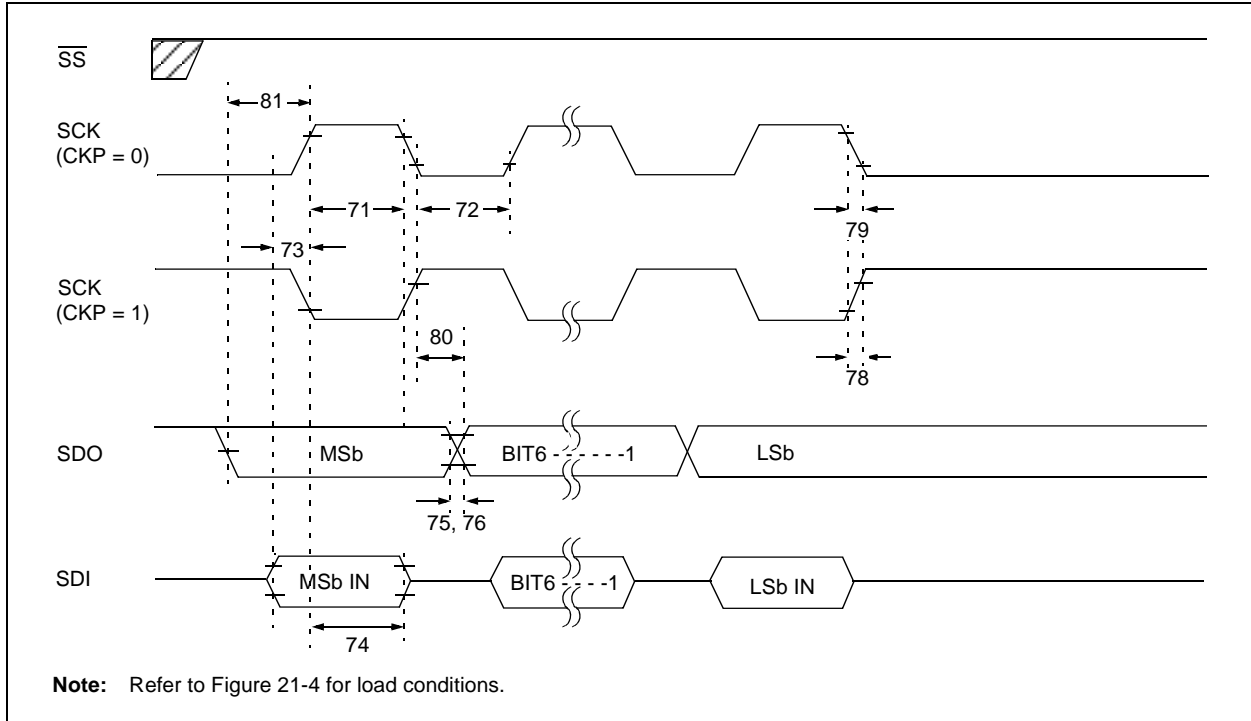 SS
81
SCK
(CKP = 0)
71
72
79
73
SCK
(CKP = 1)
80
78
SDO
MSb
BIT6 - - - - - -1
LSb
75, 76
SDI
MSb IN
BIT6 - - - - -1
LSb IN
74
Note: Refer to Figure 21-4 for load conditions.